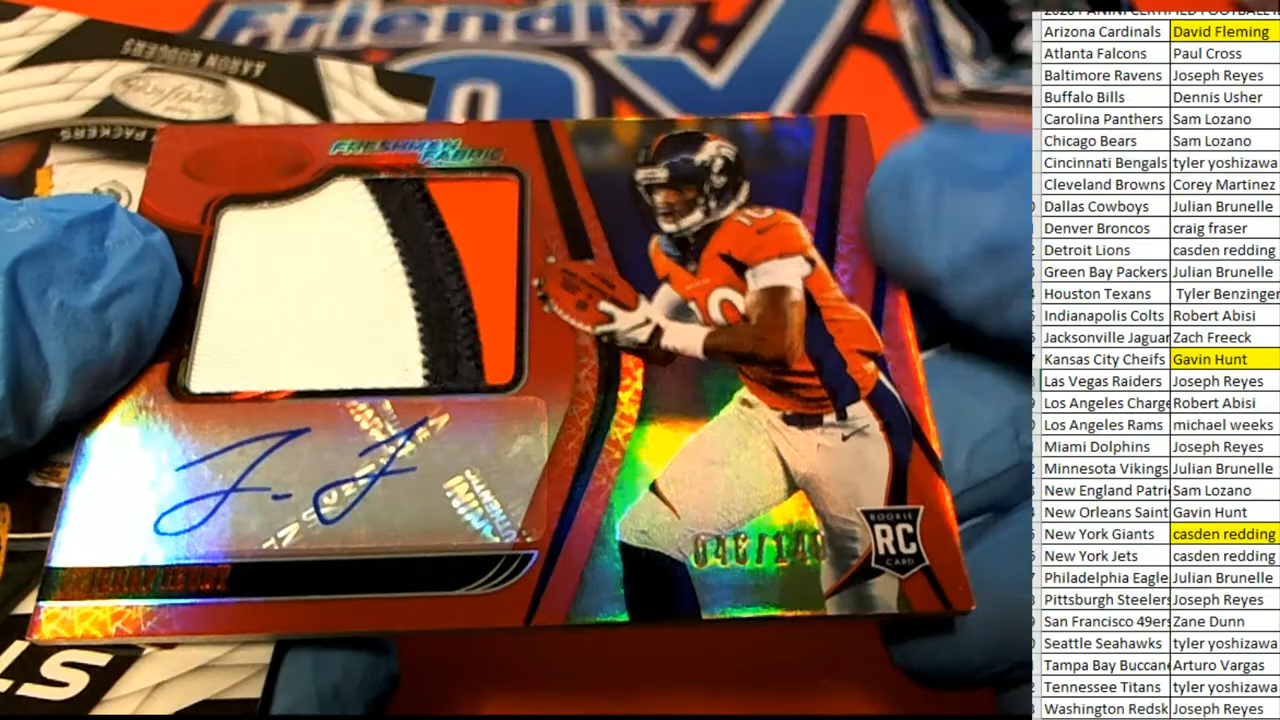 Friendly
AARON RODGERS
PACKERS
FRESHMAN
FABRIC
10
10
046/149
ROOKIE
RC
CARD
Arizona Cardinals David Fleming
Atlanta Falcons Paul Cross
Baltimore Ravens Joseph Reyes
Buffalo Bills Dennis Usher
Carolina Panthers Sam Lozano
Chicago Bears Sam Lozano
Cincinnati Bengals tyler yoshizawa
Cleveland Browns Corey Martinez
Dallas Cowboys Julian Brunelle
Denver Broncos craig fraser
Detroit Lions casden redding
Green Bay Packers Julian Brunelle
Houston Texans Tyler Benzinger
Indianapolis Colts Robert Abisi
Jacksonville Jaguar Zach Freeck
Kansas City Cheifs Gavin Hunt
Las Vegas Raiders Joseph Reyes
Los Angeles Charge Robert Abisi
Los Angeles Rams michael weeks
Miami Dolphins Joseph Reyes
Minnesota Vikings Julian Brunelle
New England Patri Sam Lozano
New Orleans Saint Gavin Hunt
New York Giants casden redding
New York Jets casden redding
Philadelphia Eagle Julian Brunelle
Pittsburgh Steelers Joseph Reyes
San Francisco 49ers Zane Dunn
Seattle Seahawks tyler yoshizawa
Tampa Bay Buccan Arturo Vargas
Tennessee Titans tyler yoshizawa
Washington Redsk Joseph Reyes